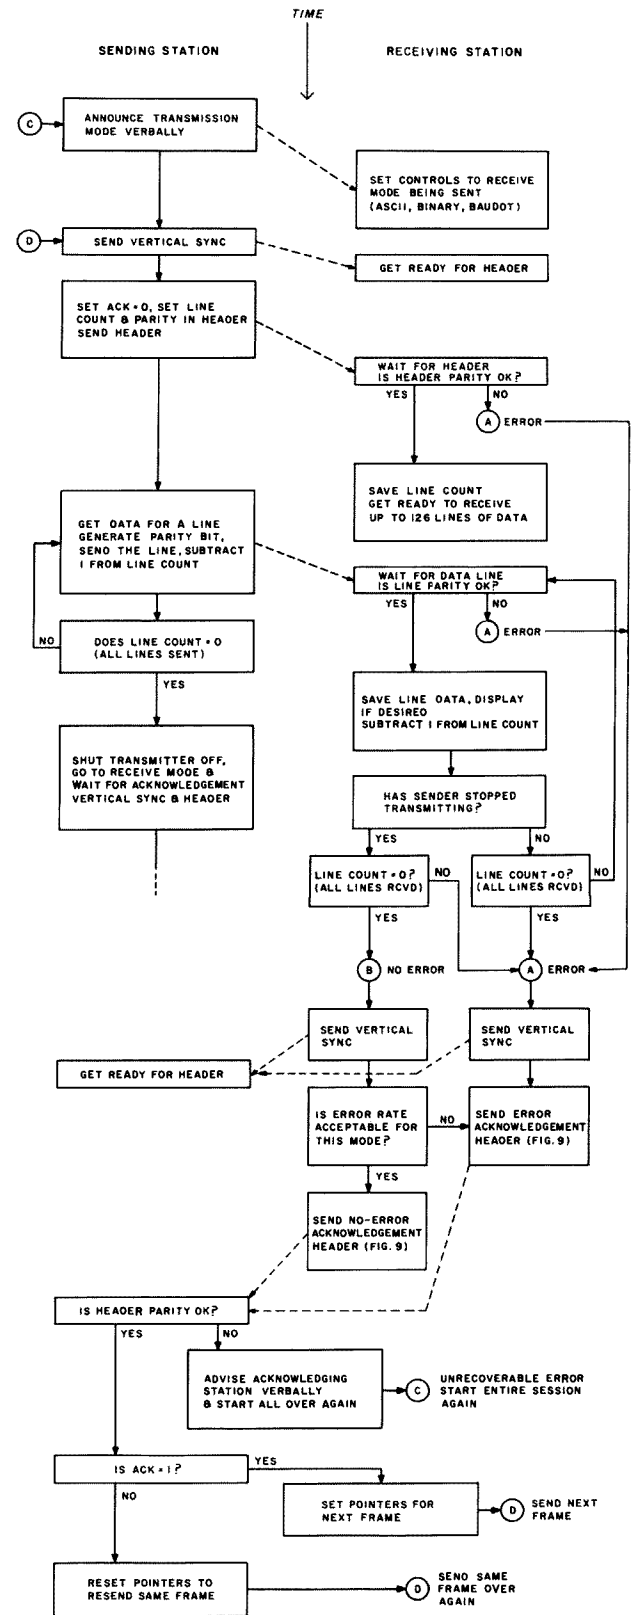 TIME
SENDING STATION
RECEIVING STATION
C
ANNOUNCE TRANSMISSION
MODE VERBALLY
SET CONTROLS TO RECEIVE
MODE BEING SENT
(ASCII, BINARY, BAUDOT)
D
SEND VERTICAL SYNC
GET READY FOR HEADER
SET ACK=0, SET LINE
COUNT & PARITY IN HEADER
SEND HEADER
WAIT FOR HEADER
IS HEADER PARITY OK?
YES
NO
A
ERROR
SAVE LINE COUNT
GET READY TO RECEIVE
UP TO 126 LINES OF DATA
GET DATA FOR A LINE
GENERATE PARITY BIT,
SEND THE LINE, SUBTRACT
1 FROM LINE COUNT
WAIT FOR DATA LINE
IS LINE PARITY OK?
YES
NO
A
ERROR
NO
DOES LINE COUNT=0
(ALL LINES SENT)
YES
SAVE LINE DATA, DISPLAY
IF DESIRED
SUBTRACT 1 FROM LINE COUNT
SHUT TRANSMITTER OFF,
GO TO RECEIVE MODE &
WAIT FOR ACKNOWLEDGEMENT
VERTICAL SYNC & HEADER
HAS SENDER STOPPED
TRANSMITTING?
YES
NO
LINE COUNT=0?
(ALL LINES RCVD)
NO
LINE COUNT=0?
(ALL LINES RCVD)
NO
YES
YES
B
NO ERROR
A
ERROR
SEND VERTICAL
SYNC
SEND VERTICAL
SYNC
GET READY FOR HEADER
IS ERROR RATE
ACCEPTABLE FOR
THIS MODE?
NO
SEND ERROR
ACKNOWLEDGEMENT
HEADER (FIG. 9)
YES
SEND NO-ERROR
ACKNOWLEDGEMENT
HEADER (FIG. 9)
IS HEADER PARITY OK?
YES
NO
ADVISE ACKNOWLEDGING
STATION VERBALLY
& START ALL OVER AGAIN
C
UNRECOVERABLE ERROR
START ENTIRE SESSION
AGAIN
IS ACK=1?
YES
NO
SET POINTERS FOR
NEXT FRAME
D
SEND NEXT
FRAME
RESET POINTERS TO
RESEND SAME FRAME
D
SEND SAME
FRAME OVER
AGAIN